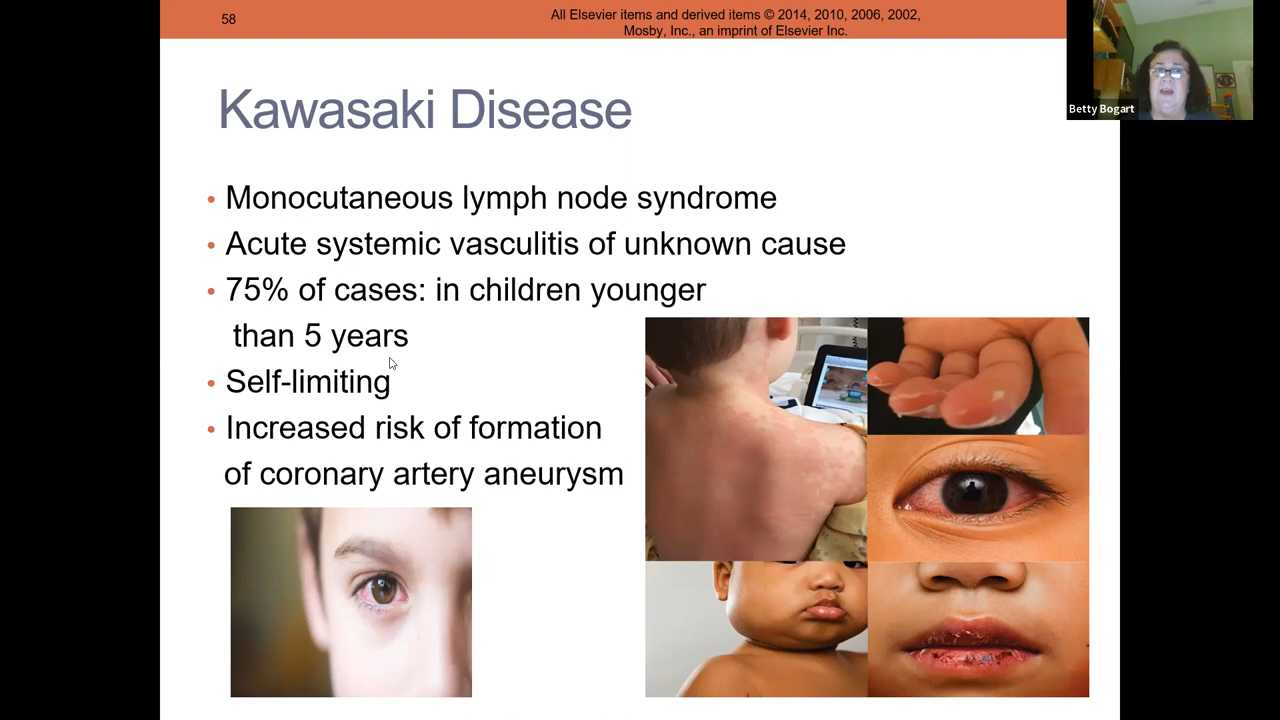 58
All Elsevier items and derived items © 2014, 2010, 2006, 2002,
Mosby, Inc., an imprint of Elsevier Inc.
Betty Bogart
Kawasaki Disease
• Monocutaneous lymph node syndrome
• Acute systemic vasculitis of unknown cause
• 75% of cases: in children younger
than 5 years
• Self-limiting
• Increased risk of formation
of coronary artery aneurysm